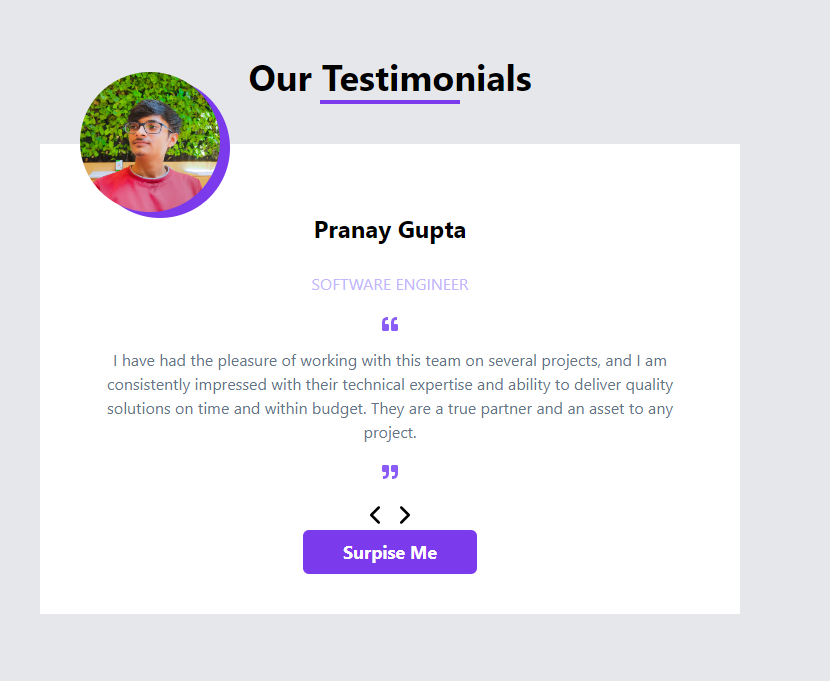 Our Testimonials
Pranay Gupta
SOFTWARE ENGINEER
“
I have had the pleasure of working with this team on several projects, and I am
consistently impressed with their technical expertise and ability to deliver quality
solutions on time and within budget. They are a true partner and an asset to any
project.
”
Surpise Me